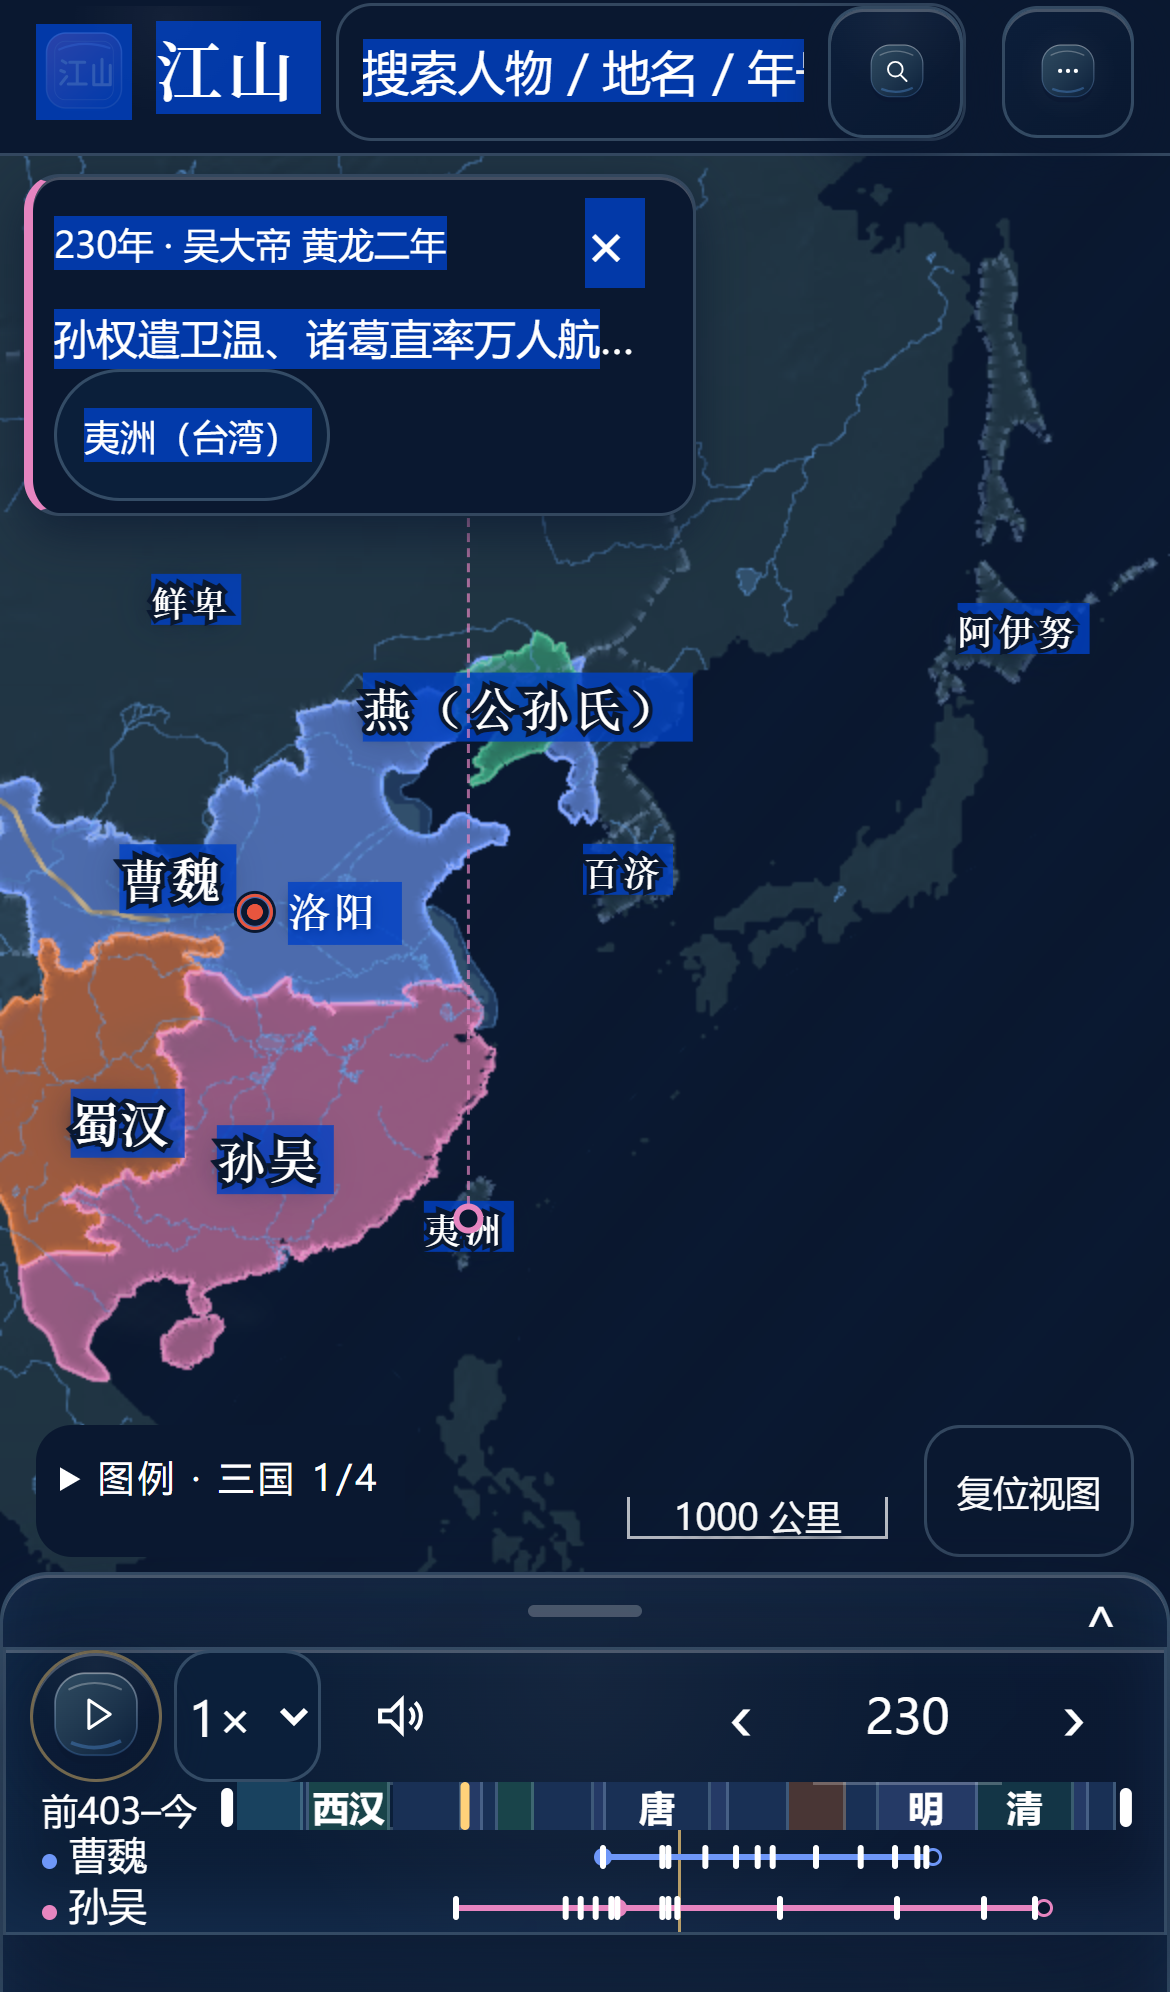 江山
江山
搜索人物 / 地名 / 年
230年 · 吴大帝 黄龙二年
×
孙权遣卫温、诸葛直率万人航...
夷洲（台湾）
鲜卑
阿伊努
燕（公孙氏）
曹魏
百济
洛阳
蜀汉
孙吴
夷洲
▶ 图例 · 三国 1/4
1000 公里
复位视图
1×
‹ 230 ›
前403–今
西汉 唐 明 清
曹魏
孙吴